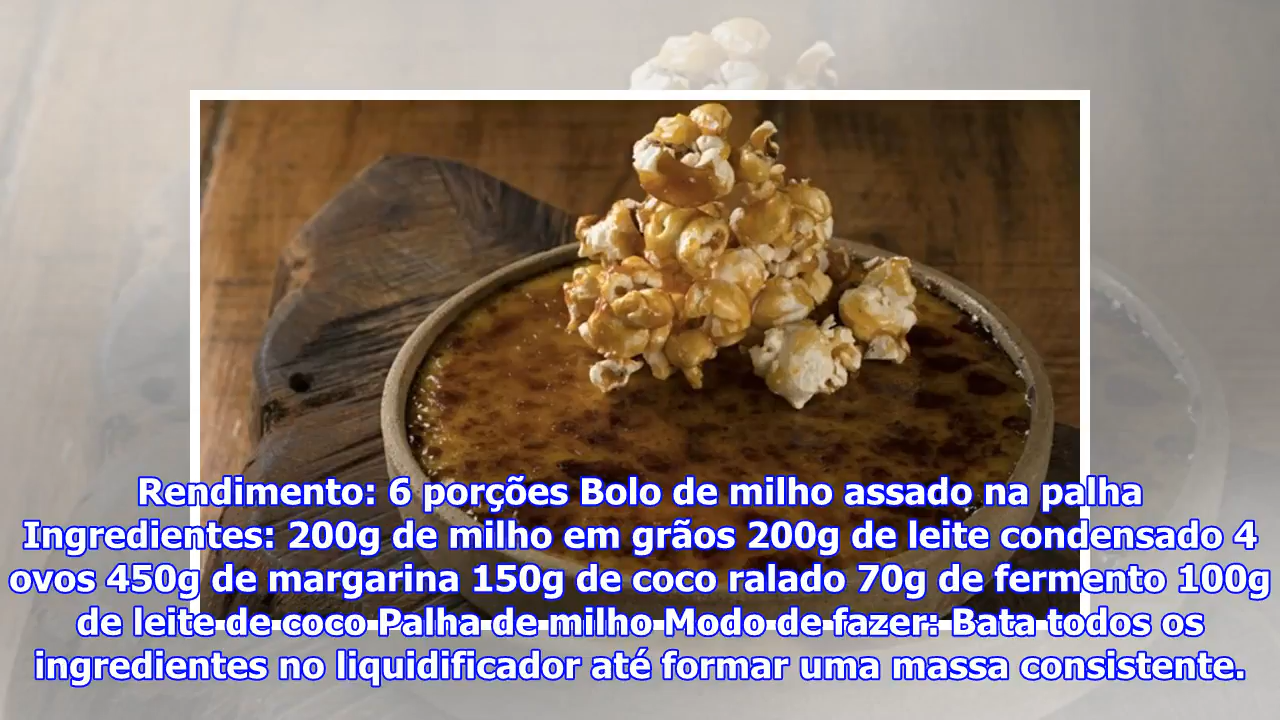 Rendimento: 6 porções Bolo de milho assado na palha
Ingredientes: 200g de milho em grãos 200g de leite condensado 4
ovos 450g de margarina 150g de coco ralado 70g de fermento 100g
de leite de coco Palha de milho Modo de fazer: Bata todos os
ingredientes no liquidificador até formar uma massa consistente.